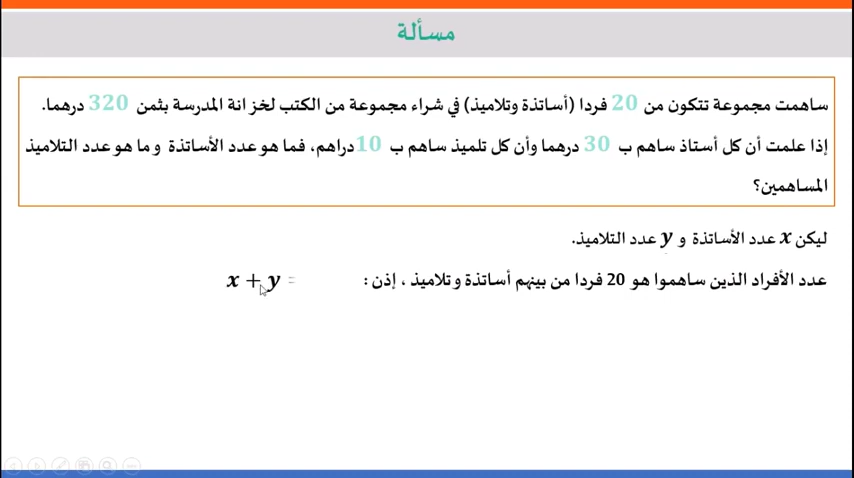 مسألة
ساهمت مجموعة تتكون من 20 فردا (أساتذة وتلاميذ) في شراء مجموعة من الكتب لخزانة المدرسة بثمن 320 درهما.
إذا علمت أن كل أستاذ ساهم ب 30 درهما وأن كل تلميذ ساهم ب 10 دراهم، فما هو عدد الأساتذة وما هو عدد التلاميذ
المساهمين؟
ليكن x عدد الأساتذة و y عدد التلاميذ.
عدد الأفراد الذين ساهموا هو 20 فردا من بينهم أساتذة وتلاميذ ، إذن : x + y =